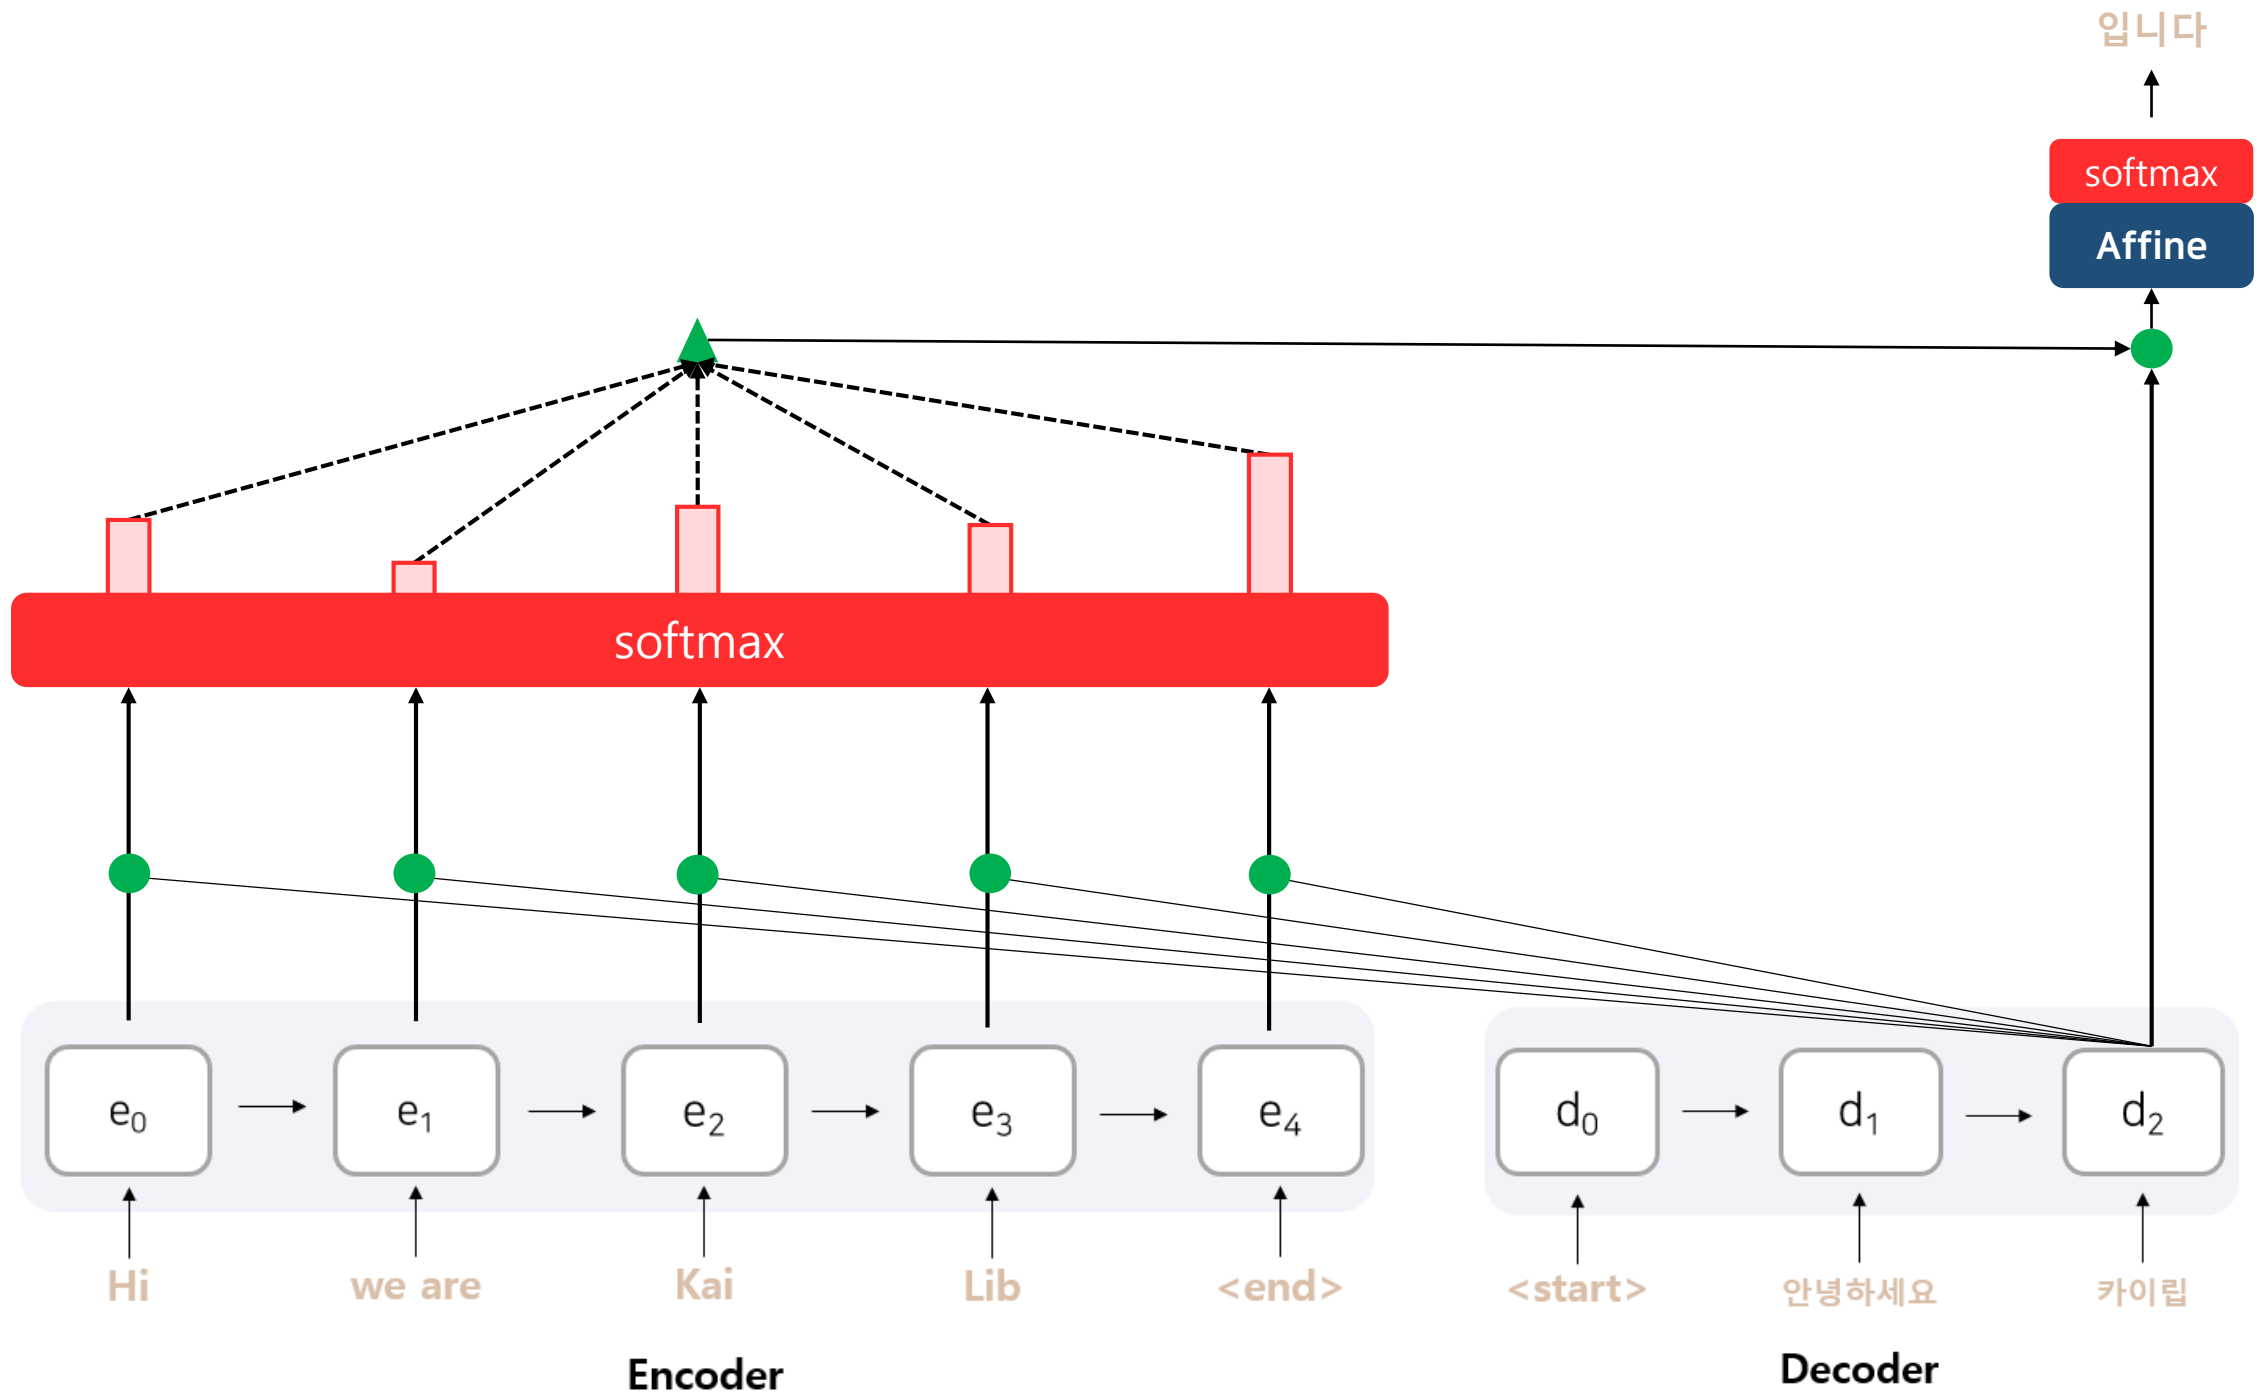 입니다
softmax
Affine
softmax
e0 e1 e2 e3 e4 d0 d1 d2
Hi we are Kai Lib <end> <start> 안녕하세요 카이립
Encoder Decoder